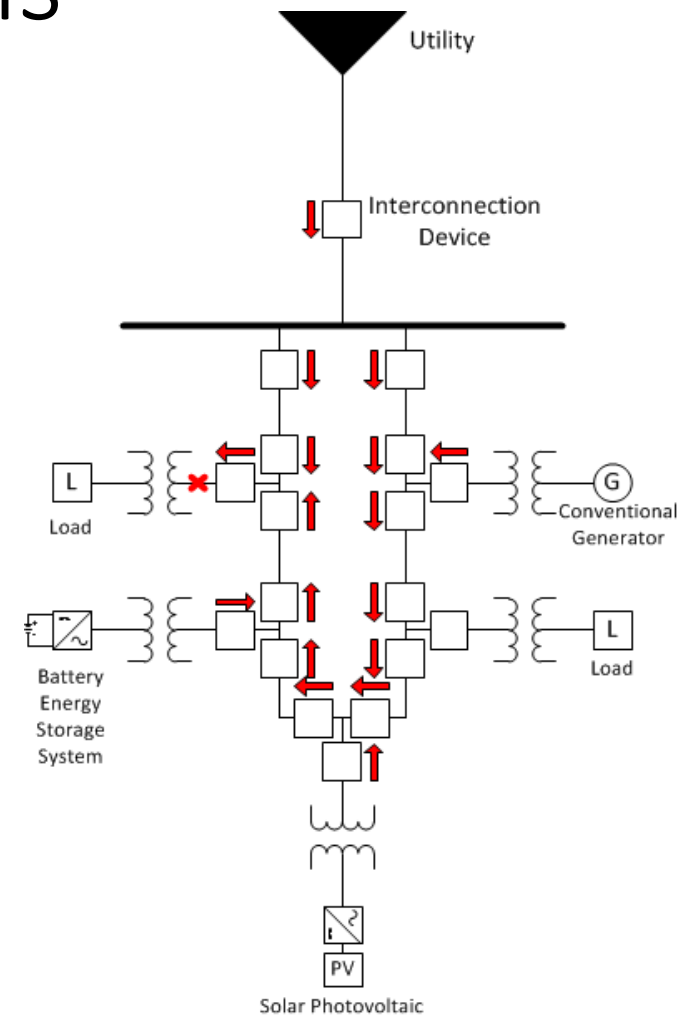 Utility
Interconnection
Device
L
Load
G
Conventional
Generator
Battery
Energy
Storage
System
L
Load
PV
Solar Photovoltaic